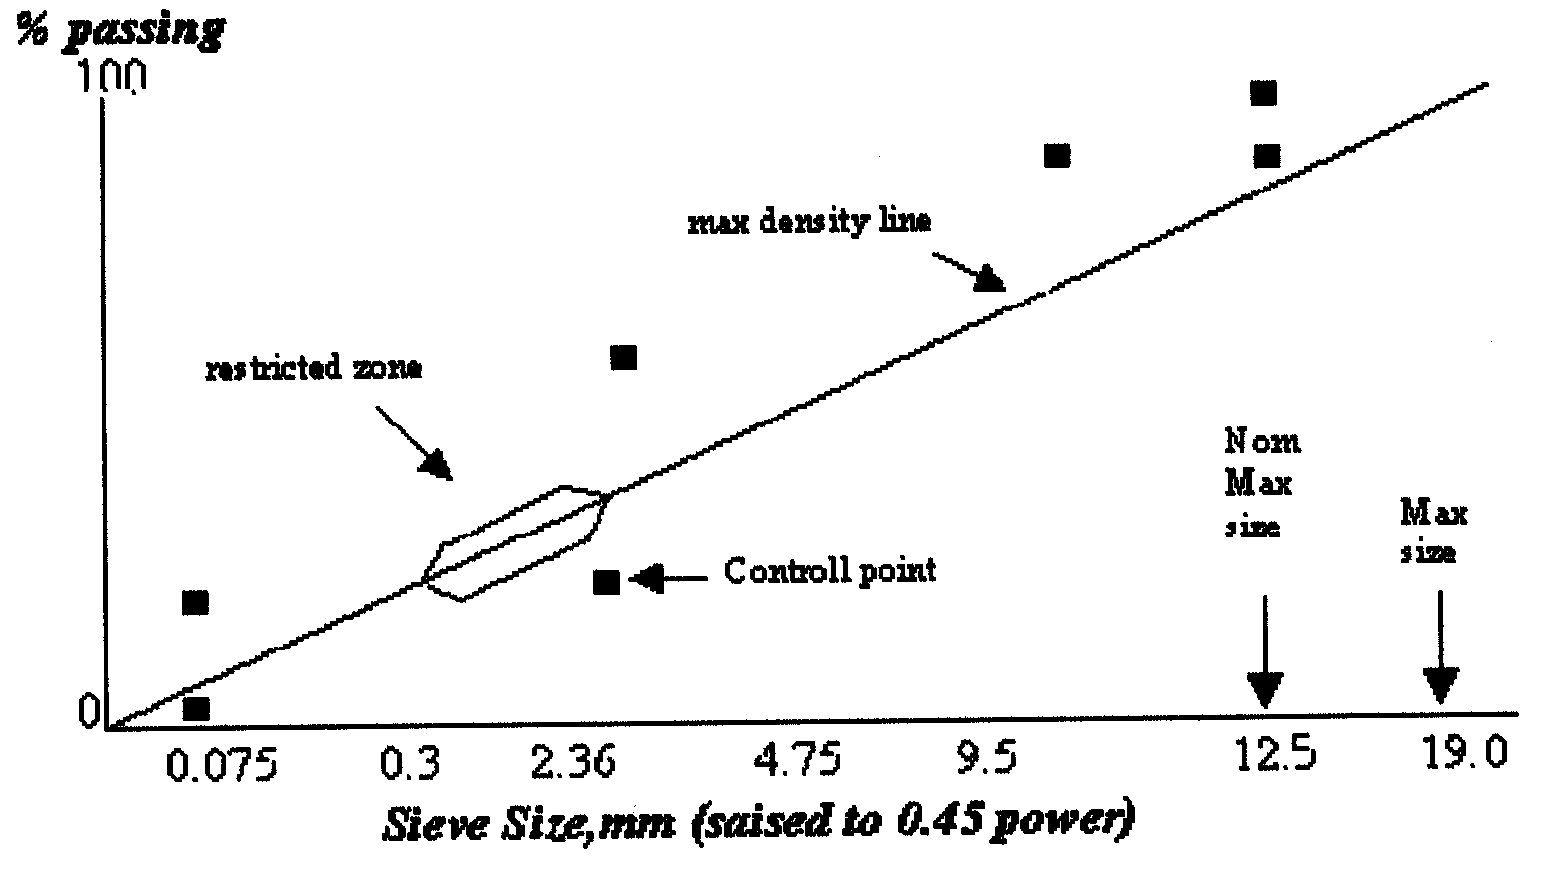 % passing
100
max density line
restricted zone
Nom
Max
sine
Max
size
Controll point
0
0.075 0.3 2.36 4.75 9.5 12.5 19.0
Sieve Size,mm (saised to 0.45 power)